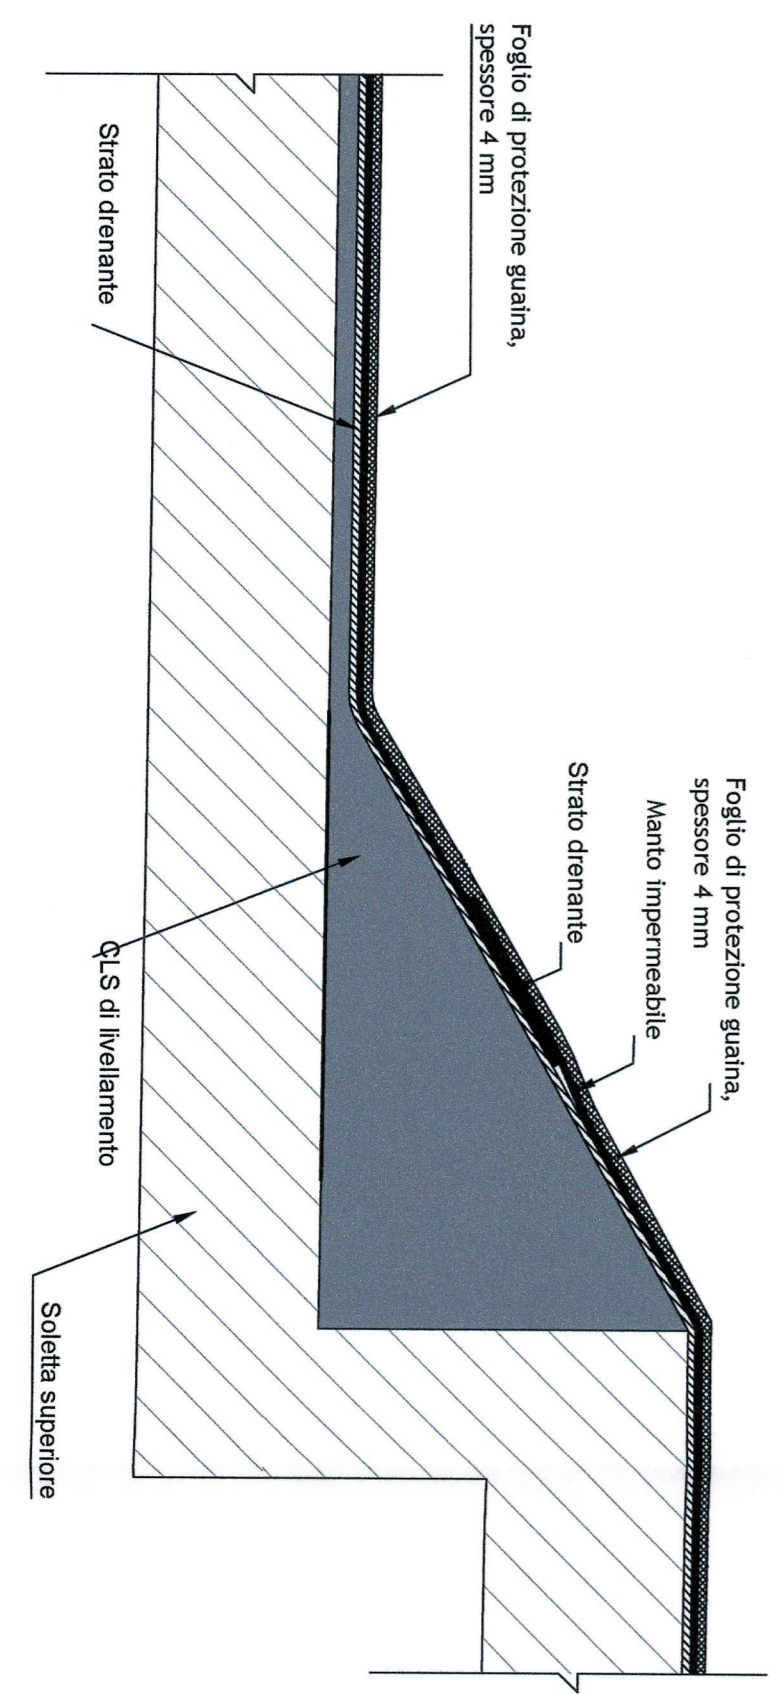 Foglio di protezione guaina,
spessore 4 mm
Foglio di protezione guaina,
spessore 4 mm
Manto impermeabile
Strato drenante
Strato drenante
CLS di livellamento
Soletta superiore